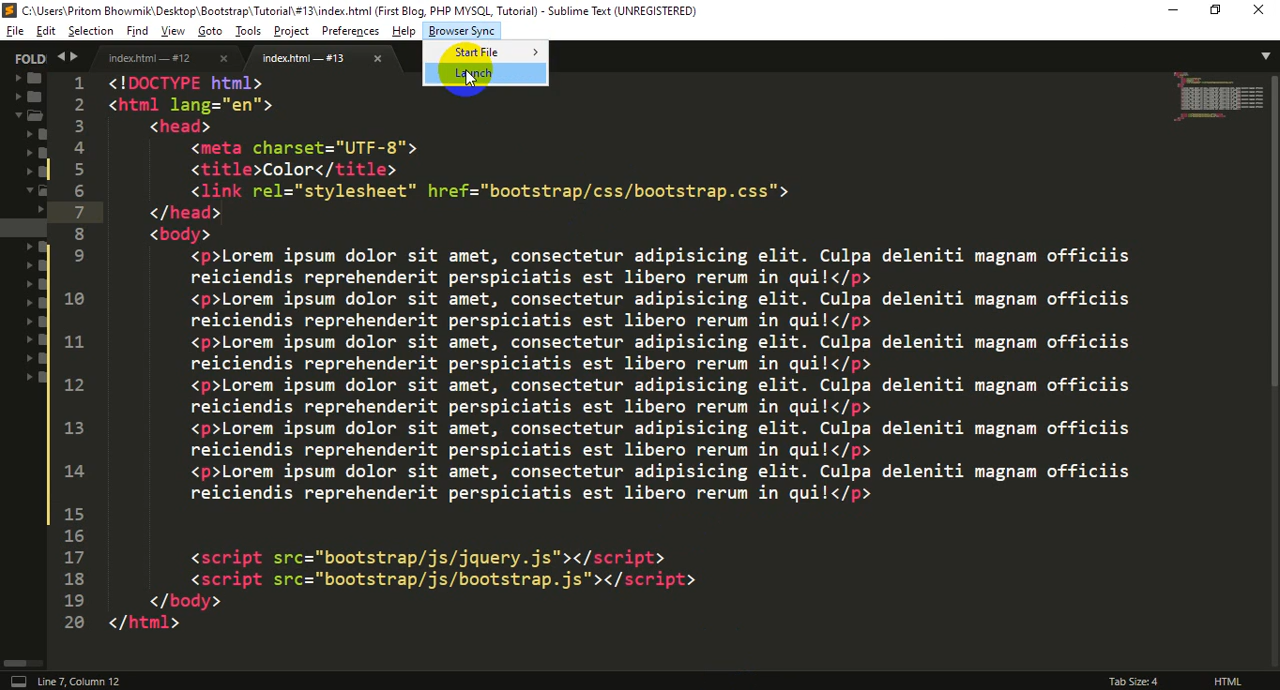 C:\Users\Pritom Bhowmik\Desktop\Bootstrap\Tutorial\#13\index.html (First Blog, PHP MYSQL, Tutorial) - Sublime Text (UNREGISTERED)
File Edit Selection Find View Goto Tools Project Preferences Help Browser Sync
Start File
Launch
FOLD
index.html — #12
index.html — #13
1 <!DOCTYPE html>
2 <html lang="en">
3 <head>
4 <meta charset="UTF-8">
5 <title>Color</title>
6 <link rel="stylesheet" href="bootstrap/css/bootstrap.css">
7 </head>
8 <body>
9 <p>Lorem ipsum dolor sit amet, consectetur adipisicing elit. Culpa deleniti magnam officiis
reiciendis reprehenderit perspiciatis est libero rerum in qui!</p>
10 <p>Lorem ipsum dolor sit amet, consectetur adipisicing elit. Culpa deleniti magnam officiis
reiciendis reprehenderit perspiciatis est libero rerum in qui!</p>
11 <p>Lorem ipsum dolor sit amet, consectetur adipisicing elit. Culpa deleniti magnam officiis
reiciendis reprehenderit perspiciatis est libero rerum in qui!</p>
12 <p>Lorem ipsum dolor sit amet, consectetur adipisicing elit. Culpa deleniti magnam officiis
reiciendis reprehenderit perspiciatis est libero rerum in qui!</p>
13 <p>Lorem ipsum dolor sit amet, consectetur adipisicing elit. Culpa deleniti magnam officiis
reiciendis reprehenderit perspiciatis est libero rerum in qui!</p>
14 <p>Lorem ipsum dolor sit amet, consectetur adipisicing elit. Culpa deleniti magnam officiis
reiciendis reprehenderit perspiciatis est libero rerum in qui!</p>
15
16
17 <script src="bootstrap/js/jquery.js"></script>
18 <script src="bootstrap/js/bootstrap.js"></script>
19 </body>
20 </html>
Line 7, Column 12
Tab Size: 4
HTML